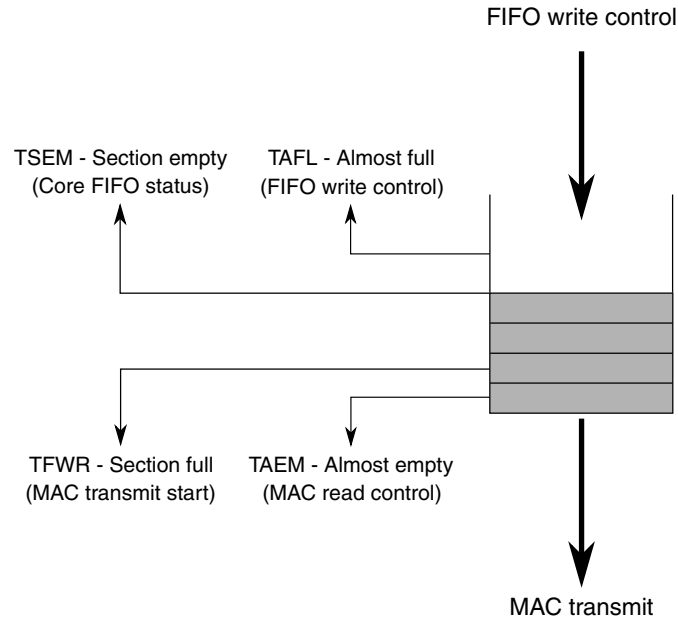 FIFO write control
TSEM - Section empty
(Core FIFO status)
TAFL - Almost full
(FIFO write control)
TFWR - Section full
(MAC transmit start)
TAEM - Almost empty
(MAC read control)
MAC transmit